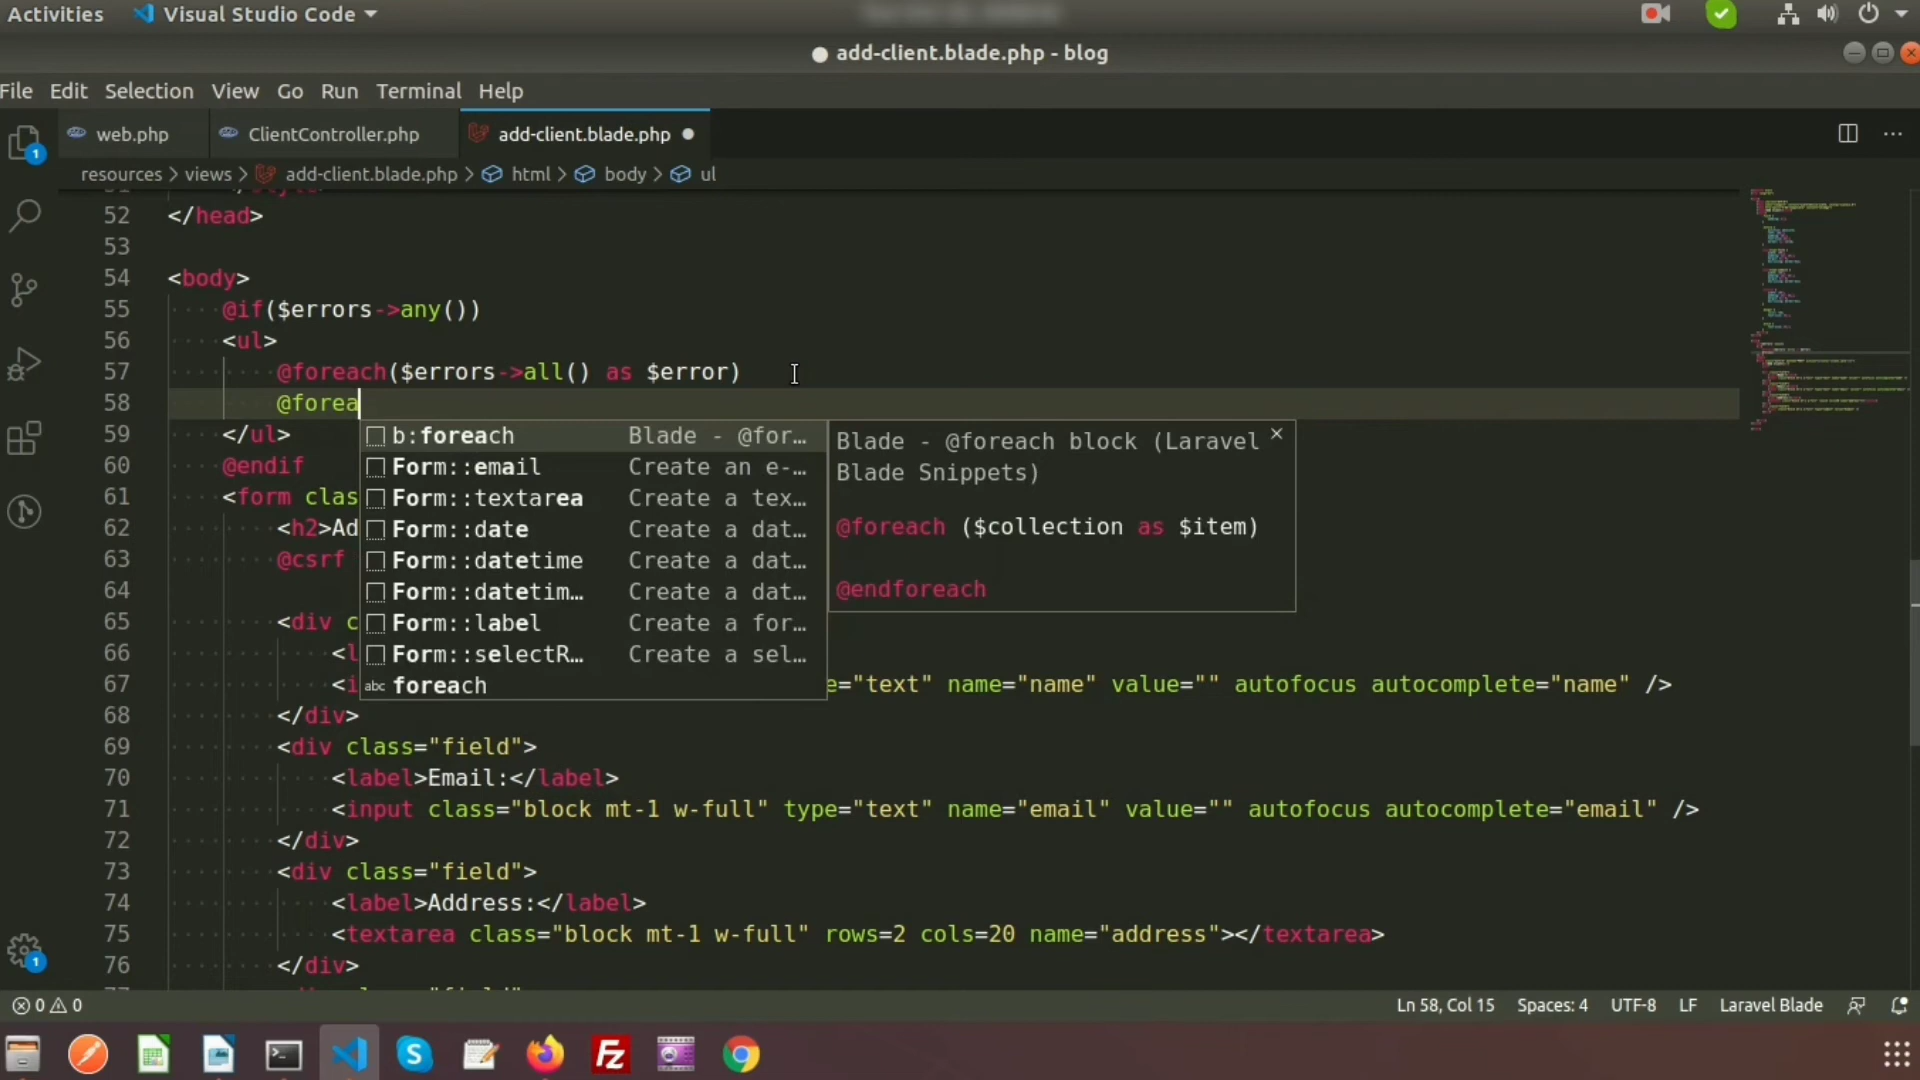 Activities Visual Studio Code
add-client.blade.php - blog
File Edit Selection View Go Run Terminal Help
web.php ClientController.php add-client.blade.php
resources > views > add-client.blade.php > html > body > ul
52 </head>
53
54 <body>
55 @if($errors->any())
56 <ul>
57 @foreach($errors->all() as $error)
58 @forea
59 </ul>
60 @endif
61 <form clas
62 <h2>Ad
63 @csrf
64
65 <div c
66 <l
67 <i e="text" name="name" value="" autofocus autocomplete="name" />
68 </div>
69 <div class="field">
70 <label>Email:</label>
71 <input class="block mt-1 w-full" type="text" name="email" value="" autofocus autocomplete="email" />
72 </div>
73 <div class="field">
74 <label>Address:</label>
75 <textarea class="block mt-1 w-full" rows=2 cols=20 name="address"></textarea>
76 </div>
b:foreach Blade - @for...
Form::email Create an e-...
Form::textarea Create a tex...
Form::date Create a dat...
Form::datetime Create a dat...
Form::datetim... Create a dat...
Form::label Create a for...
Form::selectR... Create a sel...
abc foreach
Blade - @foreach block (Laravel
Blade Snippets)
@foreach ($collection as $item)
@endforeach
1
1
0 0 Ln 58, Col 15 Spaces: 4 UTF-8 LF Laravel Blade